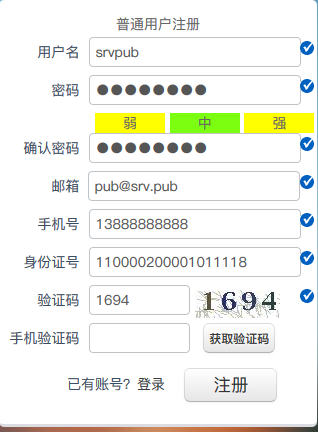 普通用户注册
用户名 srvpub
密码 ●●●●●●●●
弱 中 强
确认密码 ●●●●●●●●
邮箱 pub@srv.pub
手机号 13888888888
身份证号 110000200001011118
验证码 1694 1694
手机验证码 获取验证码
已有账号？登录 注册